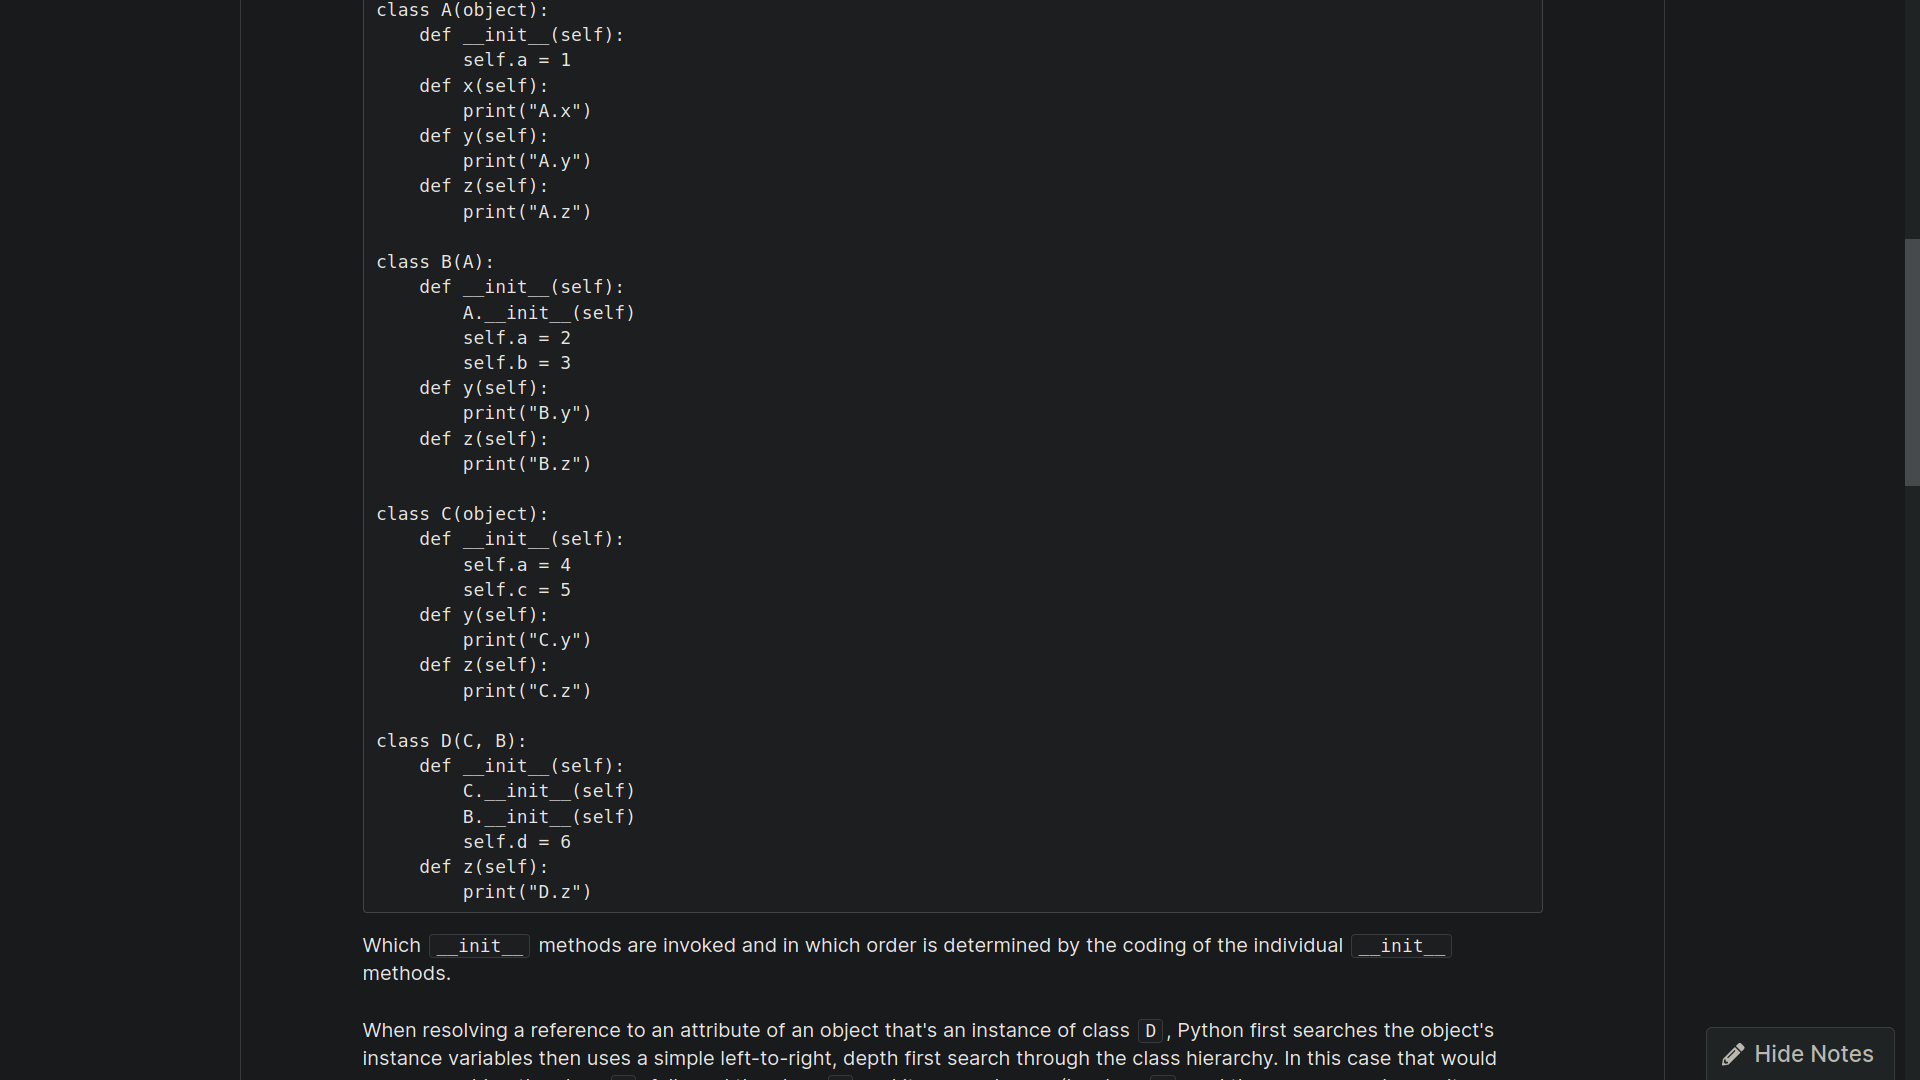 class A(object):
    def __init__(self):
        self.a = 1
    def x(self):
        print("A.x")
    def y(self):
        print("A.y")
    def z(self):
        print("A.z")

class B(A):
    def __init__(self):
        A.__init__(self)
        self.a = 2
        self.b = 3
    def y(self):
        print("B.y")
    def z(self):
        print("B.z")

class C(object):
    def __init__(self):
        self.a = 4
        self.c = 5
    def y(self):
        print("C.y")
    def z(self):
        print("C.z")

class D(C, B):
    def __init__(self):
        C.__init__(self)
        B.__init__(self)
        self.d = 6
    def z(self):
        print("D.z")
Which __init__ methods are invoked and in which order is determined by the coding of the individual __init__
methods.
When resolving a reference to an attribute of an object that's an instance of class D, Python first searches the object's
instance variables then uses a simple left-to-right, depth first search through the class hierarchy. In this case that would
Hide Notes